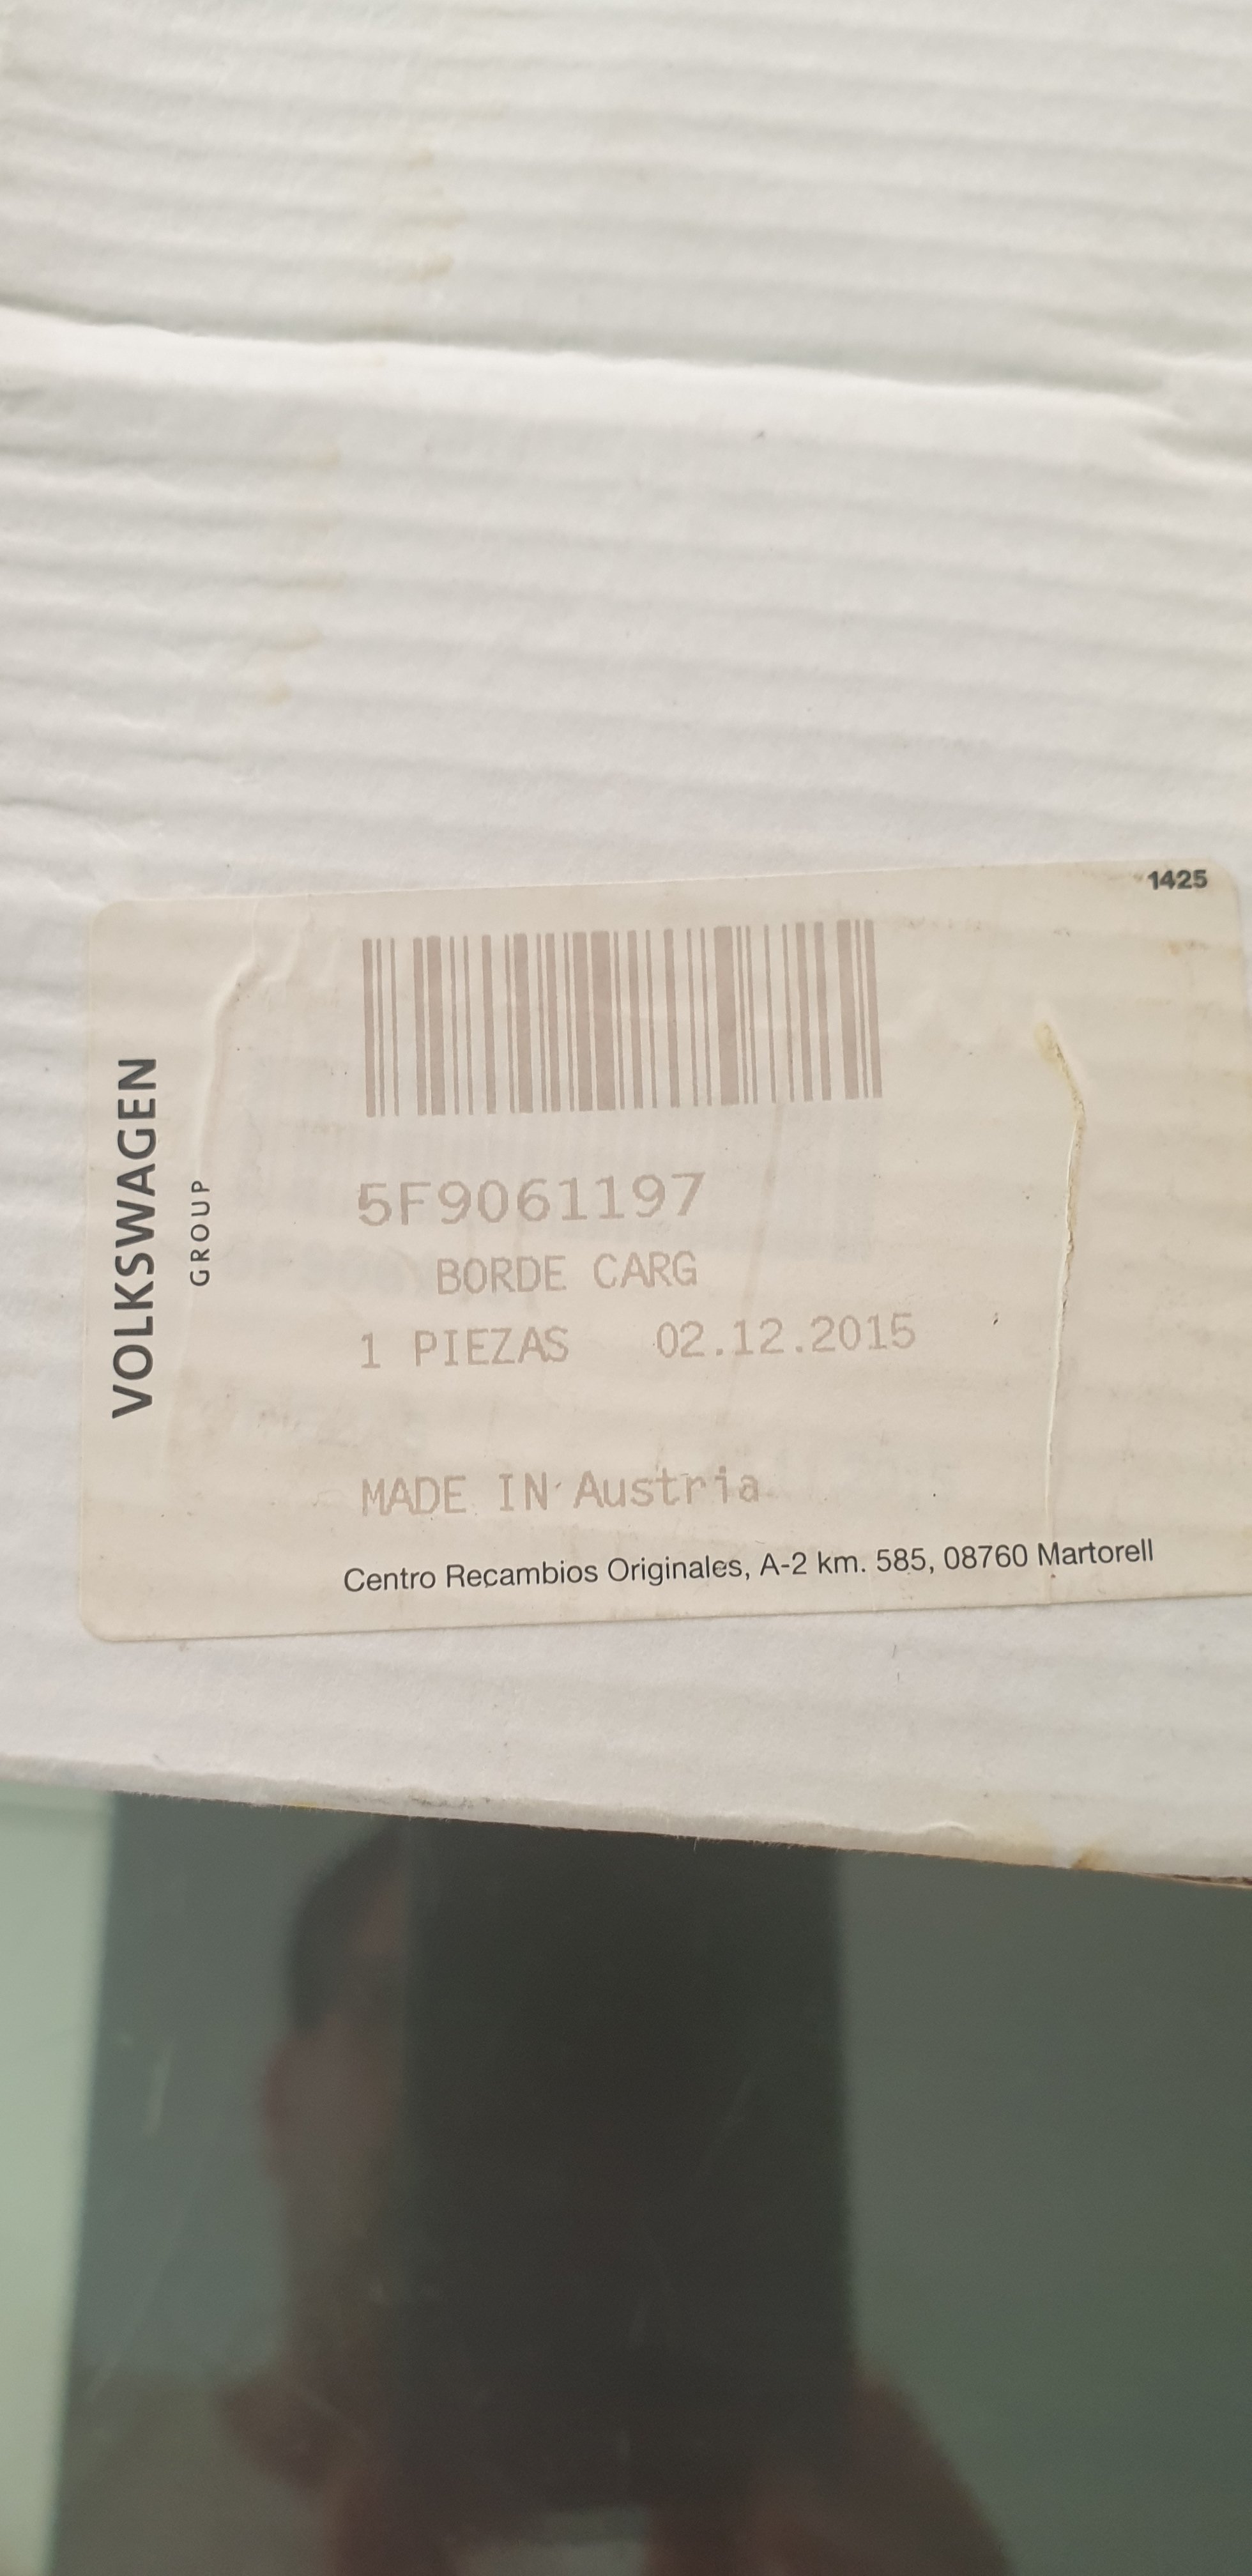 1425
VOLKSWAGEN
GROUP
5F9061197
BORDE CARG
1 PIEZAS 02.12.2015
MADE IN Austria
Centro Recambios Originales, A-2 km. 585, 08760 Martorell